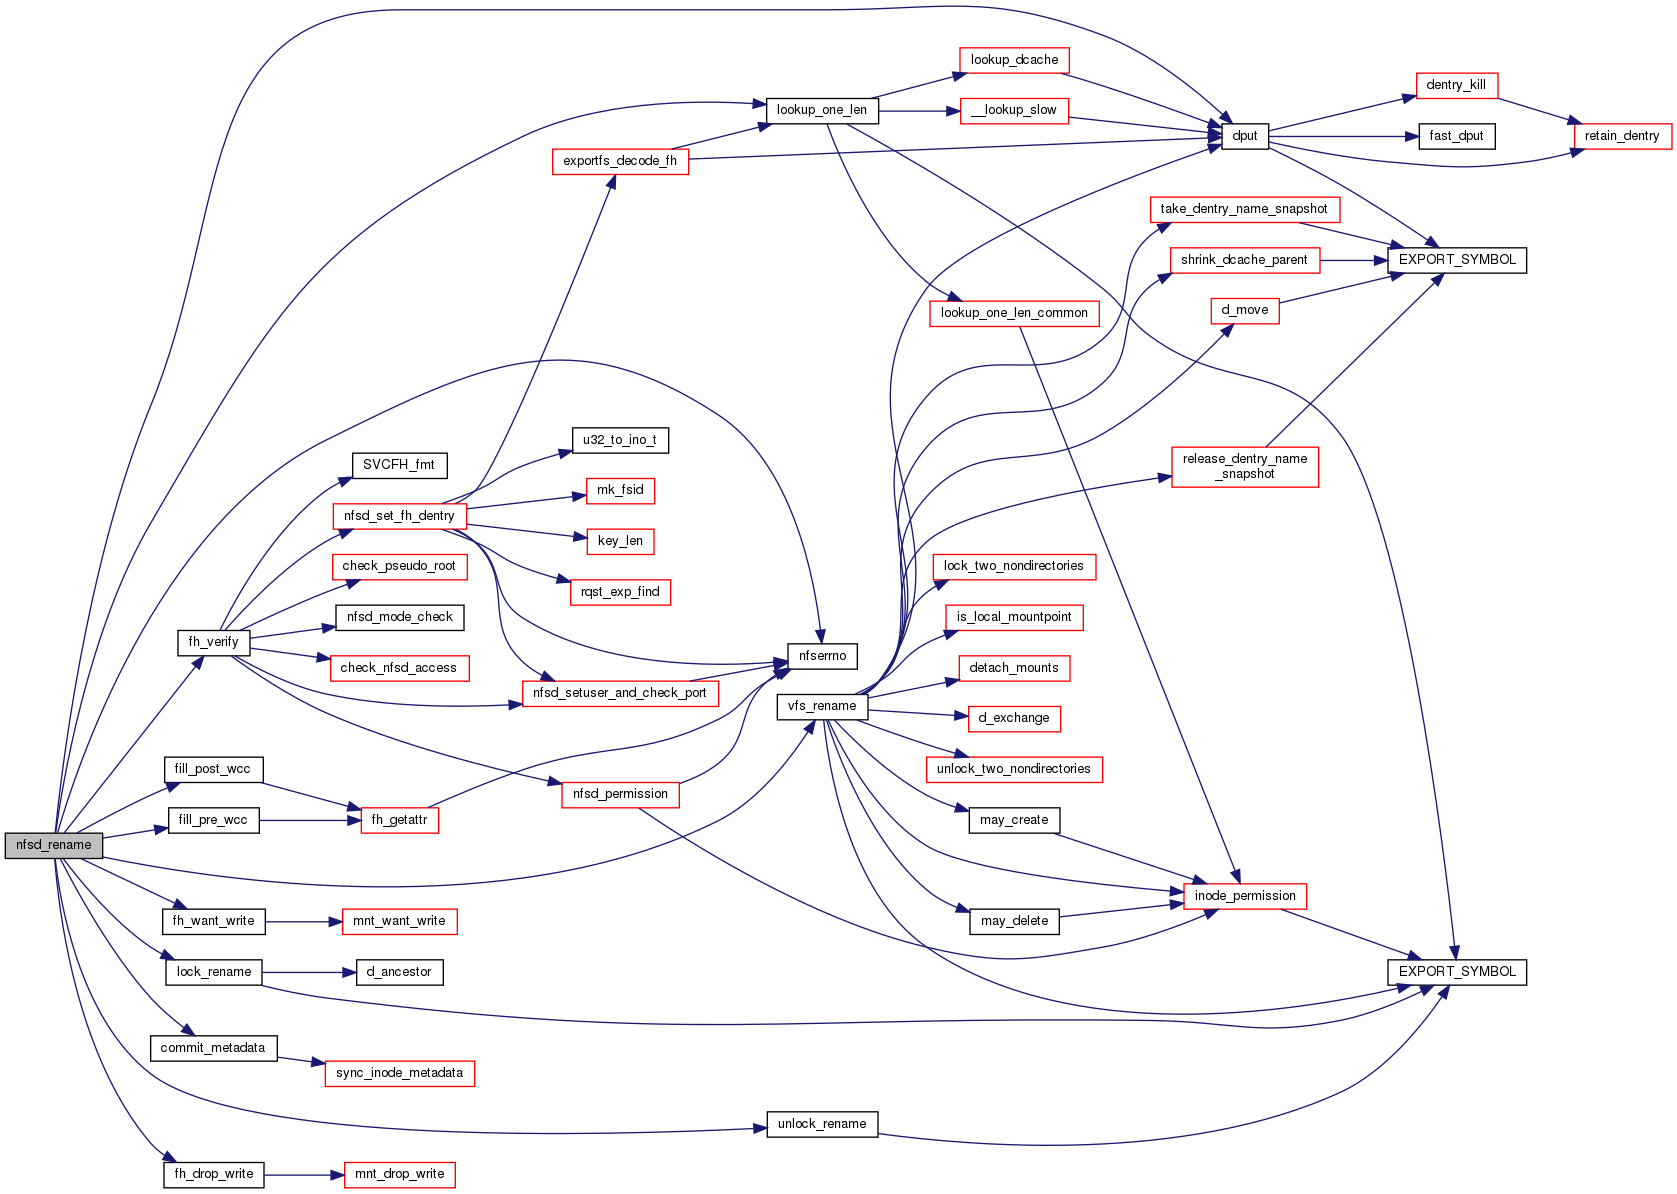 lookup_dcache
dentry_kill
lookup_one_len
__lookup_slow
dput
fast_dput
retain_dentry
exportfs_decode_fh
take_dentry_name_snapshot
shrink_dcache_parent
EXPORT_SYMBOL
lookup_one_len_common
d_move
u32_to_ino_t
SVCFH_fmt
release_dentry_name
_snapshot
mk_fsid
nfsd_set_fh_dentry
key_len
check_pseudo_root
lock_two_nondirectories
rqst_exp_find
nfsd_mode_check
is_local_mountpoint
fh_verify
nfserrno
check_nfsd_access
detach_mounts
nfsd_setuser_and_check_port
vfs_rename
d_exchange
fill_post_wcc
unlock_two_nondirectories
nfsd_permission
fill_pre_wcc
fh_getattr
may_create
nfsd_rename
inode_permission
fh_want_write
mnt_want_write
may_delete
lock_rename
d_ancestor
EXPORT_SYMBOL
commit_metadata
sync_inode_metadata
unlock_rename
fh_drop_write
mnt_drop_write